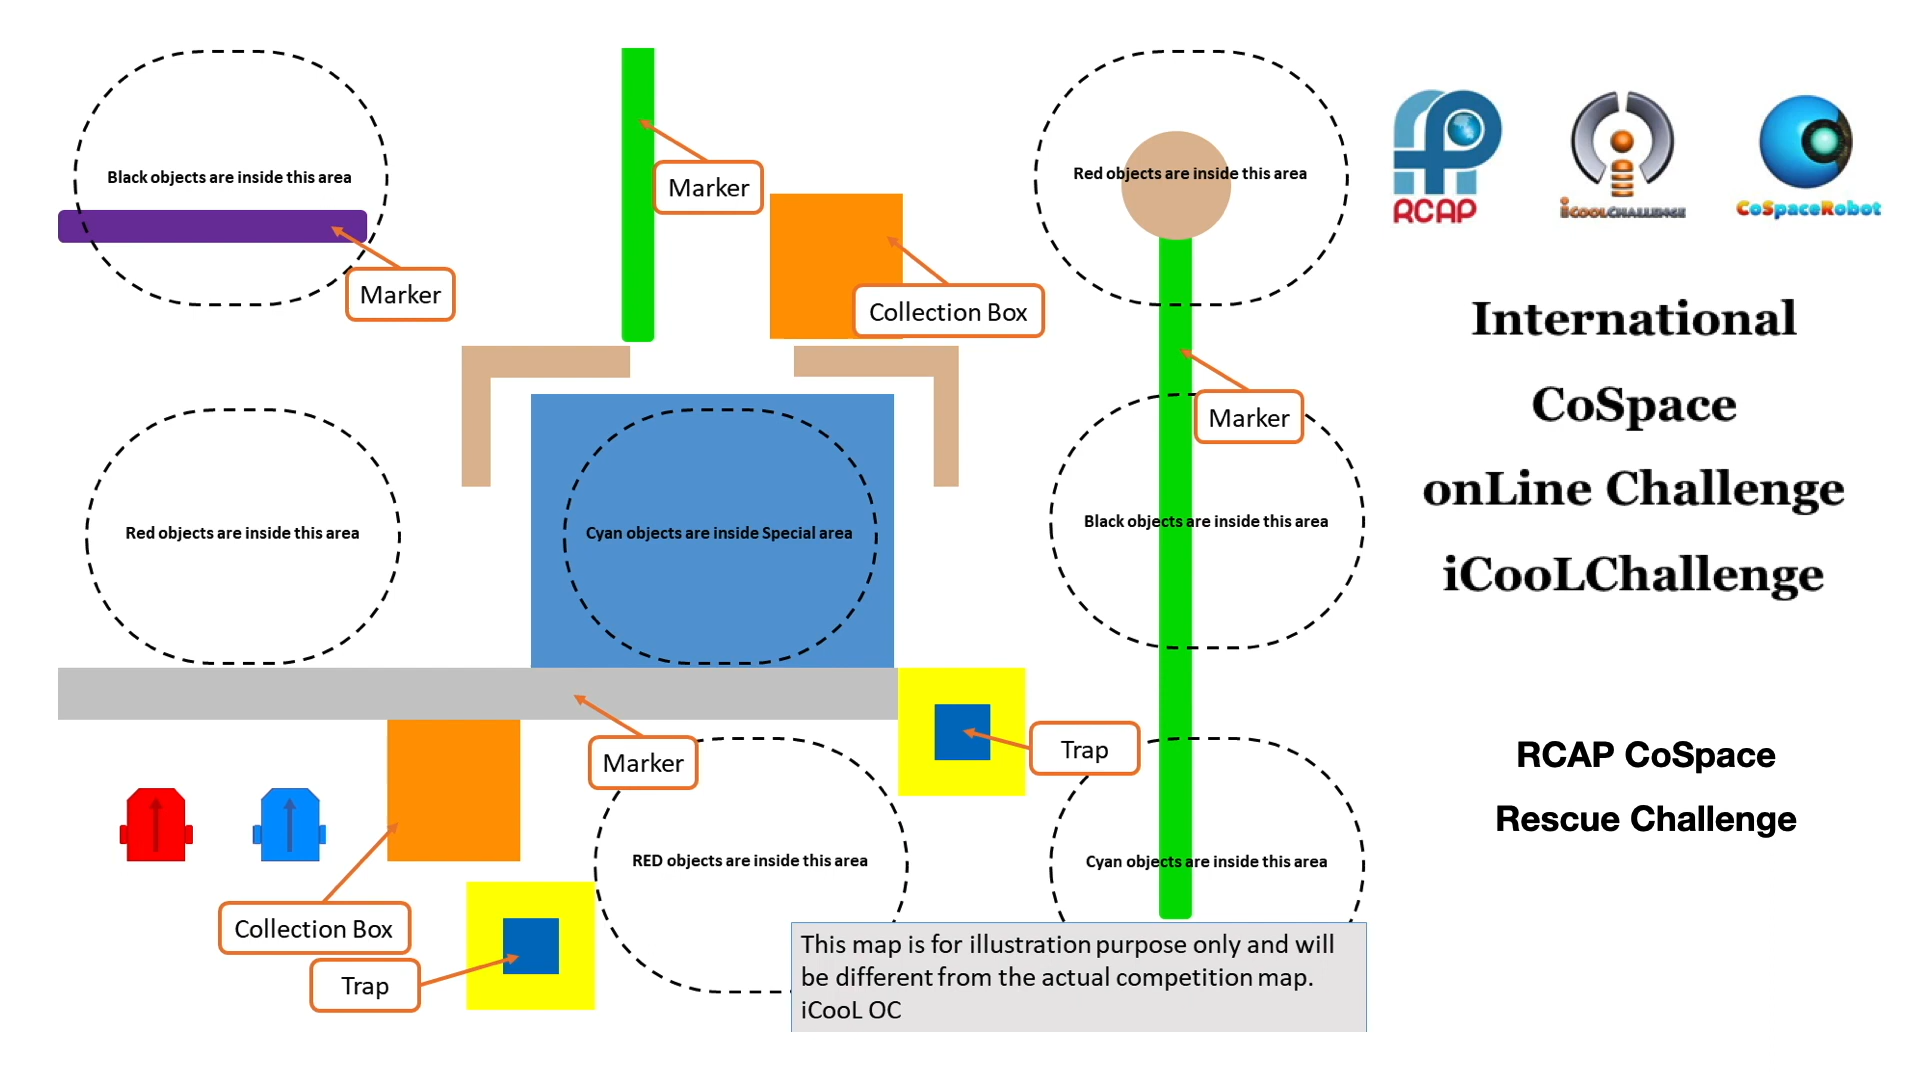 Black objects are inside this area
Marker
Marker
Collection Box
Red objects are inside this area
Marker
Red objects are inside this area
Cyan objects are inside Special area
Black objects are inside this area
Marker
Trap
RED objects are inside this area
Cyan objects are inside this area
Collection Box
Trap
This map is for illustration purpose only and will
be different from the actual competition map.
iCooL OC
RCAP
iCOOLCHALLENGE
CoSpaceRobot
International
CoSpace
onLine Challenge
iCooLChallenge
RCAP CoSpace
Rescue Challenge